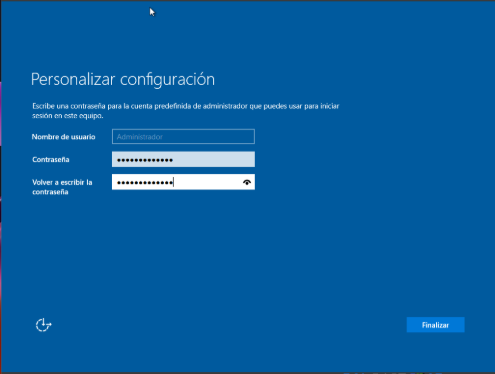 Personalizar configuración
Escribe una contraseña para la cuenta predefinida de administrador que puedes usar para iniciar
sesión en este equipo.
Nombre de usuario
Administrador
Contraseña
•••••••••••••
Volver a escribir la
contraseña
•••••••••••••
Finalizar